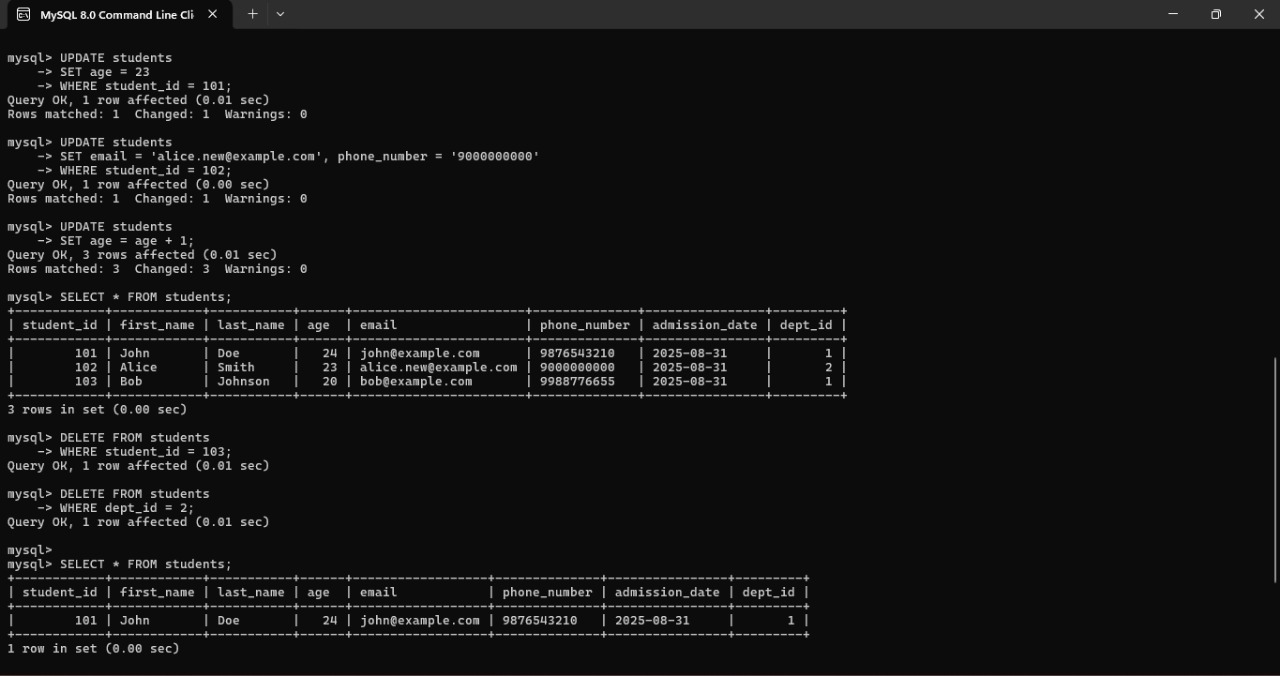 MySQL 8.0 Command Line Cli
mysql> UPDATE students
    -> SET age = 23
    -> WHERE student_id = 101;
Query OK, 1 row affected (0.01 sec)
Rows matched: 1  Changed: 1  Warnings: 0
mysql> UPDATE students
    -> SET email = 'alice.new@example.com', phone_number = '9000000000'
    -> WHERE student_id = 102;
Query OK, 1 row affected (0.00 sec)
Rows matched: 1  Changed: 1  Warnings: 0
mysql> UPDATE students
    -> SET age = age + 1;
Query OK, 3 rows affected (0.01 sec)
Rows matched: 3  Changed: 3  Warnings: 0
mysql> SELECT * FROM students;
+------------+------------+-----------+------+-----------------------+--------------+----------------+---------+
| student_id | first_name | last_name | age  | email                 | phone_number | admission_date | dept_id |
+------------+------------+-----------+------+-----------------------+--------------+----------------+---------+
|        101 | John       | Doe       |   24 | john@example.com      | 9876543210   | 2025-08-31     |       1 |
|        102 | Alice      | Smith     |   23 | alice.new@example.com | 9000000000   | 2025-08-31     |       2 |
|        103 | Bob        | Johnson   |   20 | bob@example.com       | 9988776655   | 2025-08-31     |       1 |
+------------+------------+-----------+------+-----------------------+--------------+----------------+---------+
3 rows in set (0.00 sec)
mysql> DELETE FROM students
    -> WHERE student_id = 103;
Query OK, 1 row affected (0.01 sec)
mysql> DELETE FROM students
    -> WHERE dept_id = 2;
Query OK, 1 row affected (0.01 sec)
mysql>
mysql> SELECT * FROM students;
+------------+------------+-----------+------+------------------+--------------+----------------+---------+
| student_id | first_name | last_name | age  | email            | phone_number | admission_date | dept_id |
+------------+------------+-----------+------+------------------+--------------+----------------+---------+
|        101 | John       | Doe       |   24 | john@example.com | 9876543210   | 2025-08-31     |       1 |
+------------+------------+-----------+------+------------------+--------------+----------------+---------+
1 row in set (0.00 sec)